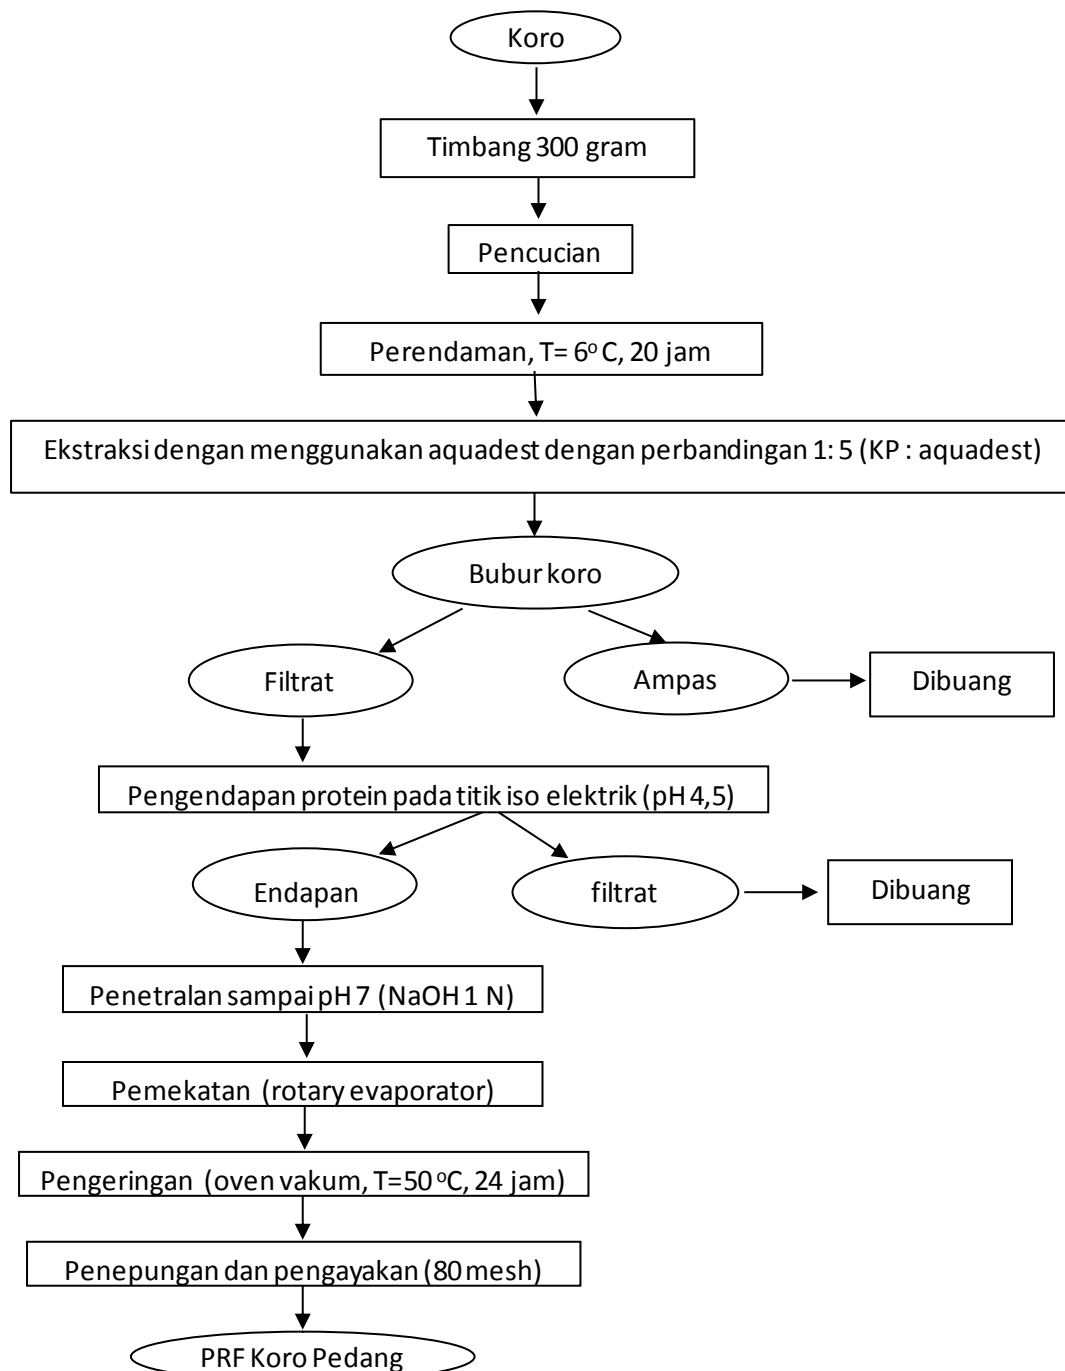 Koro
Timbang 300 gram
Pencucian
Perendaman, T= 6° C, 20 jam
Ekstraksi dengan menggunakan aquadest dengan perbandingan 1: 5 (KP : aquadest)
Bubur koro
Filtrat
Ampas
Dibuang
Pengendapan protein pada titik iso elektrik (pH 4,5)
Endapan
filtrat
Dibuang
Penetralan sampai pH 7 (NaOH 1 N)
Pemekatan (rotary evaporator)
Pengeringan (oven vakum, T=50 °C, 24 jam)
Penepungan dan pengayakan (80 mesh)
PRF Koro Pedang